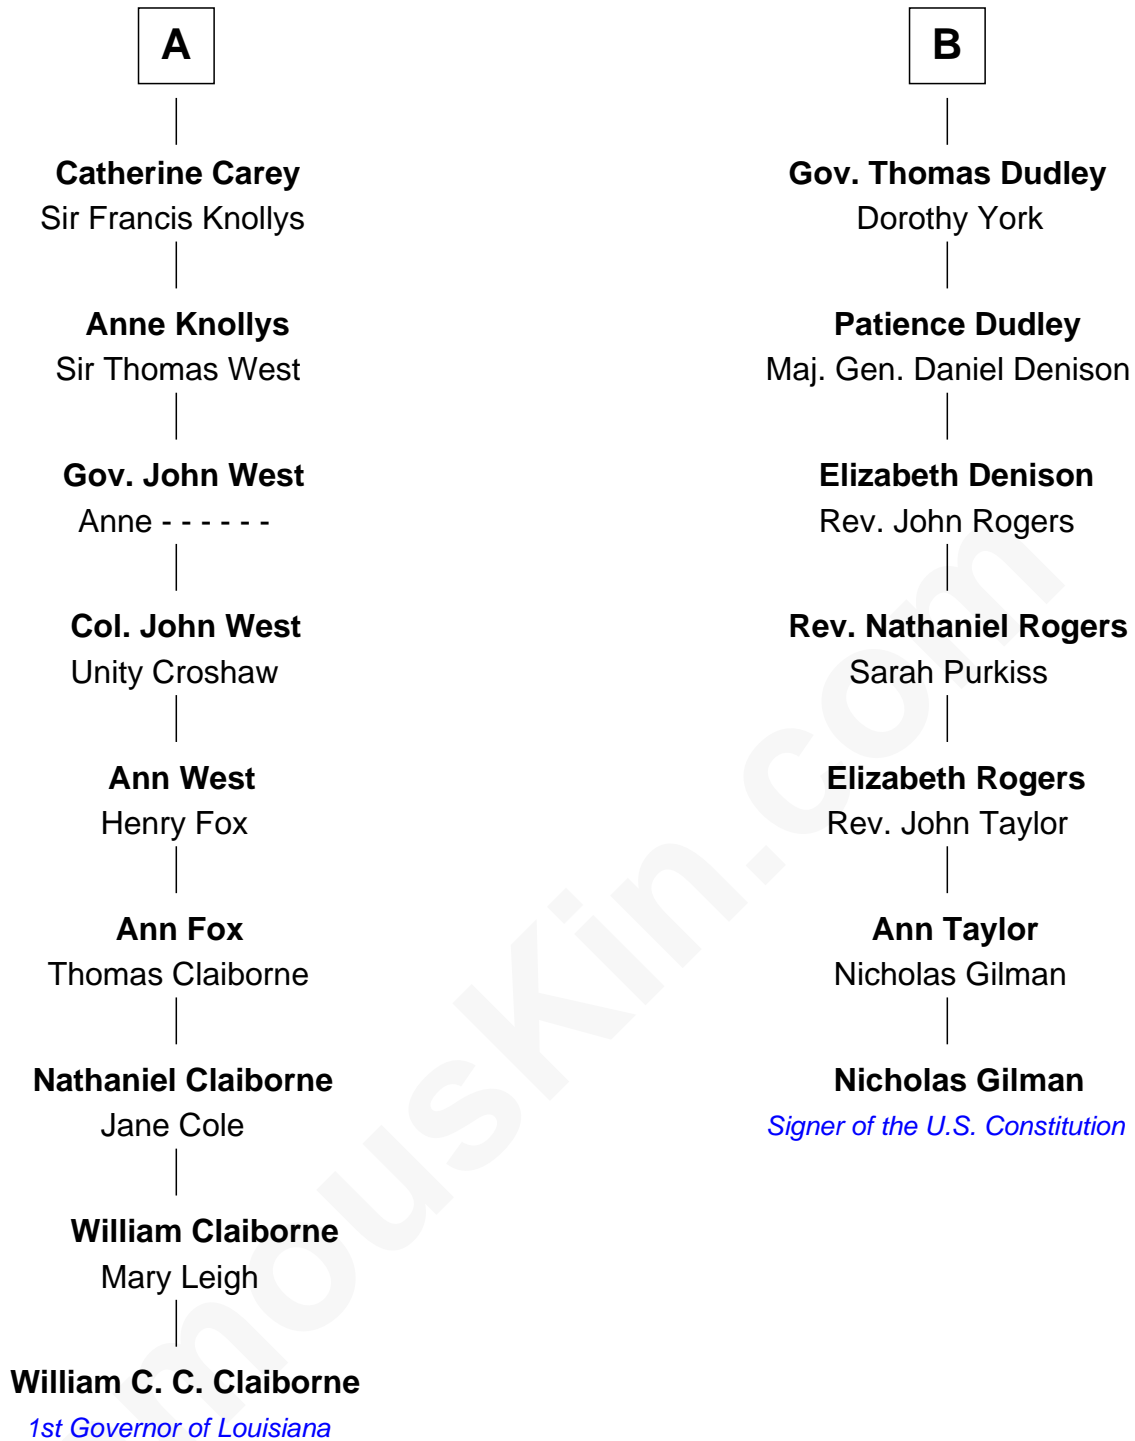 A
Catherine Carey
Sir Francis Knollys
Anne Knollys
Sir Thomas West
Gov. John West
Anne - - - - - -
Col. John West
Unity Croshaw
Ann West
Henry Fox
Ann Fox
Thomas Claiborne
Nathaniel Claiborne
Jane Cole
William Claiborne
Mary Leigh
William C. C. Claiborne
1st Governor of Louisiana
B
Gov. Thomas Dudley
Dorothy York
Patience Dudley
Maj. Gen. Daniel Denison
Elizabeth Denison
Rev. John Rogers
Rev. Nathaniel Rogers
Sarah Purkiss
Elizabeth Rogers
Rev. John Taylor
Ann Taylor
Nicholas Gilman
Nicholas Gilman
Signer of the U.S. Constitution
mousKin.com